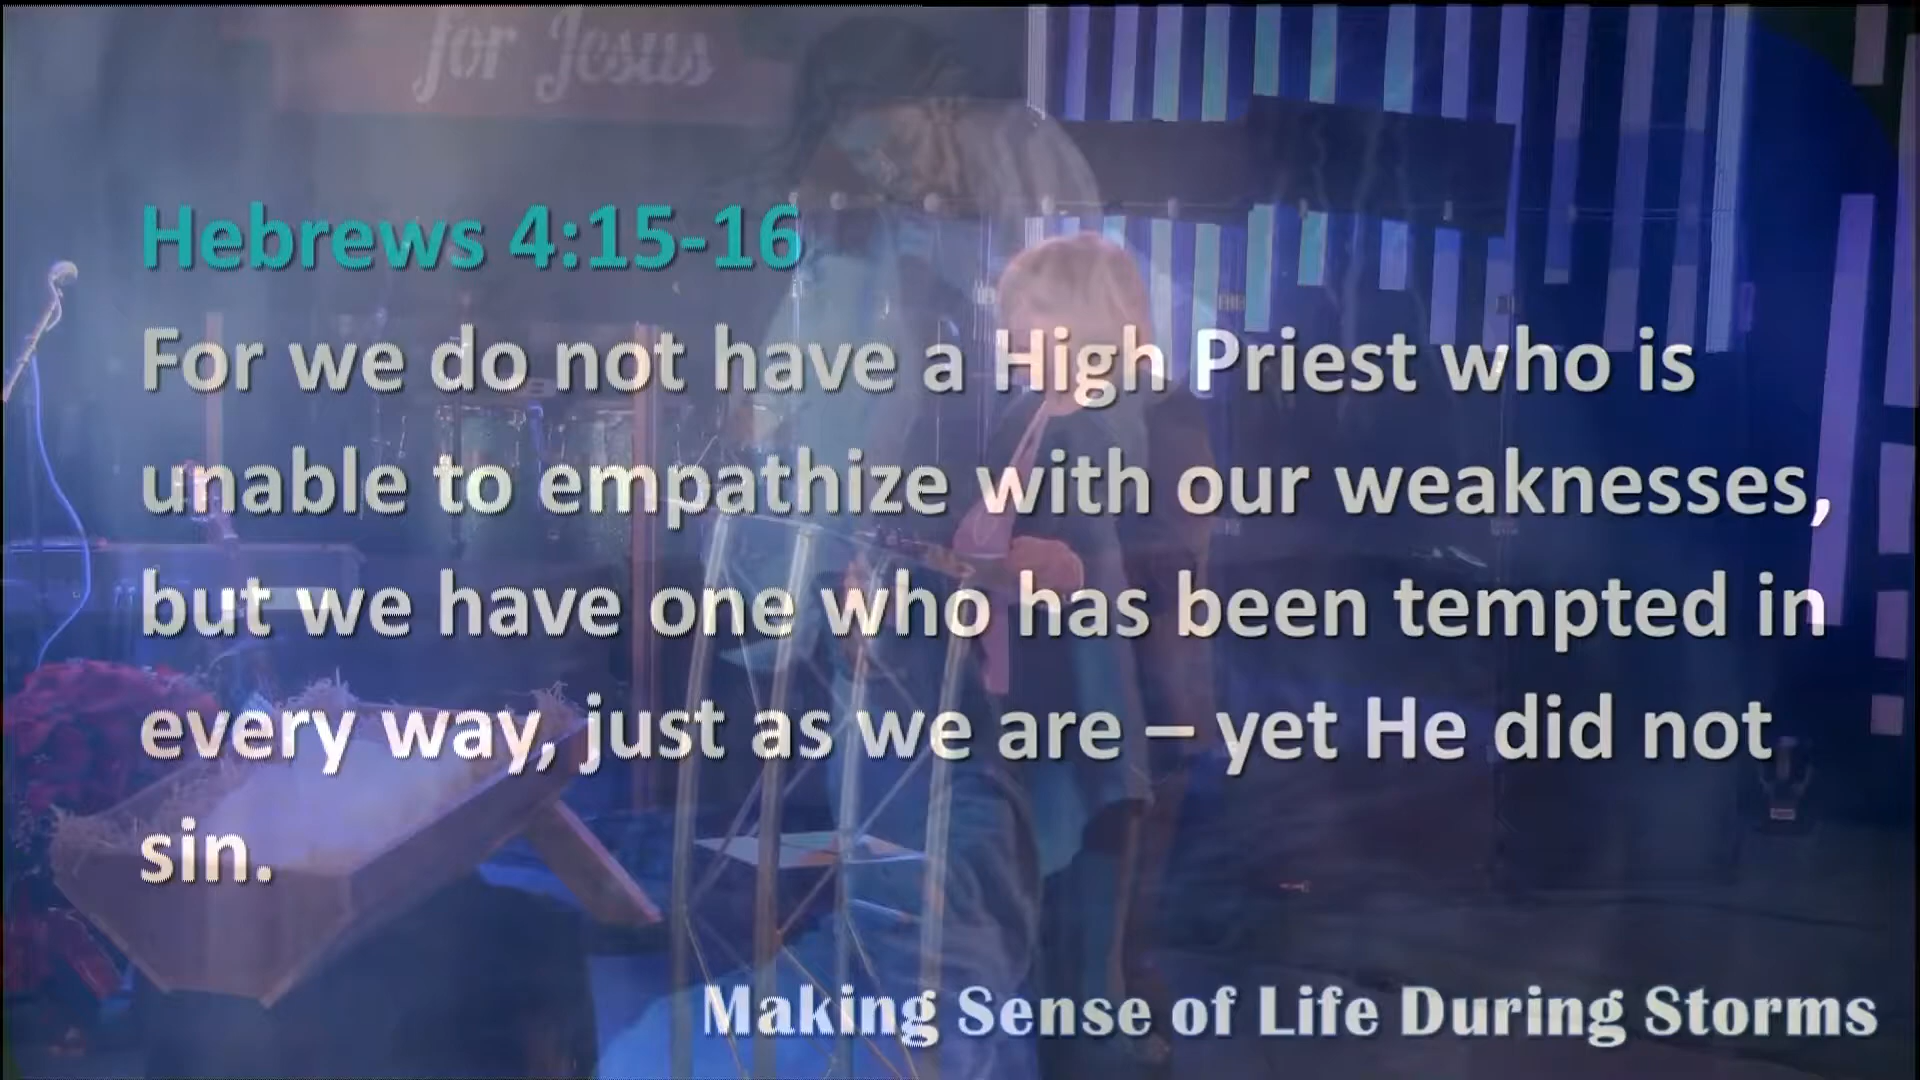 for Jesus
Hebrews 4:15-16
For we do not have a High Priest who is
unable to empathize with our weaknesses,
but we have one who has been tempted in
every way, just as we are – yet He did not
sin.
Making Sense of Life During Storms